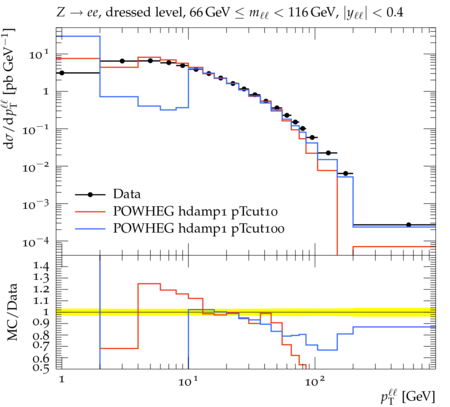 Z → ee, dressed level, 66 GeV ≤ mℓℓ < 116 GeV, |yℓℓ| < 0.4
dσ/dp_T^ℓℓ [pb GeV⁻¹]
10¹
1
10⁻¹
10⁻²
10⁻³
10⁻⁴
Data
POWHEG hdamp1 pTcut10
POWHEG hdamp1 pTcut100
MC/Data
1.4
1.3
1.2
1.1
1
0.9
0.8
0.7
0.6
0.5
1
10¹
10²
p_T^ℓℓ [GeV]